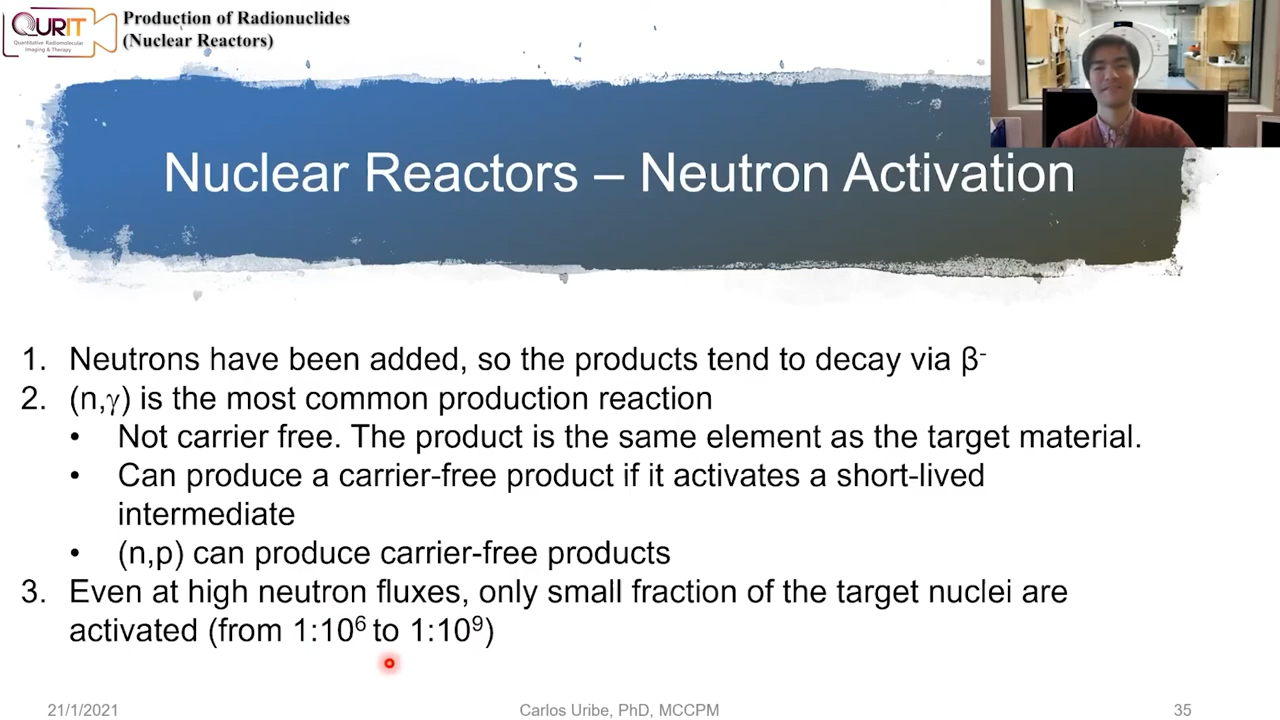 QURIT
Quantitative Radiomolecular
Imaging & Therapy
Production of Radionuclides
(Nuclear Reactors)
Nuclear Reactors – Neutron Activation
1. Neutrons have been added, so the products tend to decay via β⁻
2. (n,γ) is the most common production reaction
• Not carrier free. The product is the same element as the target material.
• Can produce a carrier-free product if it activates a short-lived
intermediate
• (n,p) can produce carrier-free products
3. Even at high neutron fluxes, only small fraction of the target nuclei are
activated (from 1:10⁶ to 1:10⁹)
21/1/2021
Carlos Uribe, PhD, MCCPM
35